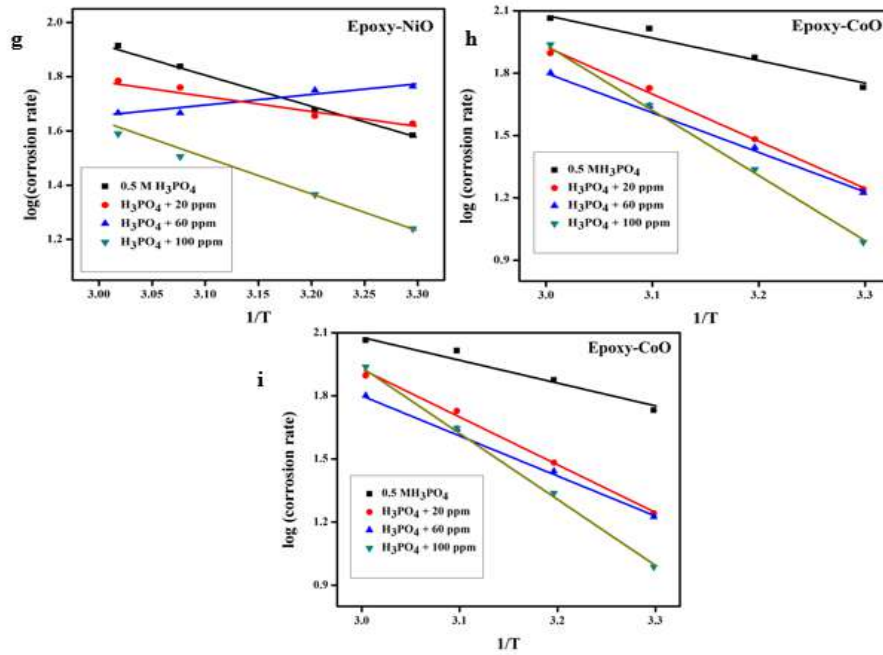 g
Epoxy-NiO
2.0
1.8
1.6
1.4
1.2
log(corrosion rate)
0.5 M H₃PO₄
H₃PO₄ + 20 ppm
H₃PO₄ + 60 ppm
H₃PO₄ + 100 ppm
3.00 3.05 3.10 3.15 3.20 3.25 3.30
1/T
h
Epoxy-CoO
2.1
1.8
1.5
1.2
0.9
log (corrosion rate)
0.5 MH₃PO₄
H₃PO₄ + 20 ppm
H₃PO₄ + 60 ppm
H₃PO₄ + 100 ppm
3.0 3.1 3.2 3.3
1/T
i
Epoxy-CoO
2.1
1.8
1.5
1.2
0.9
log (corrosion rate)
0.5 MH₃PO₄
H₃PO₄ + 20 ppm
H₃PO₄ + 60 ppm
H₃PO₄ + 100 ppm
3.0 3.1 3.2 3.3
1/T